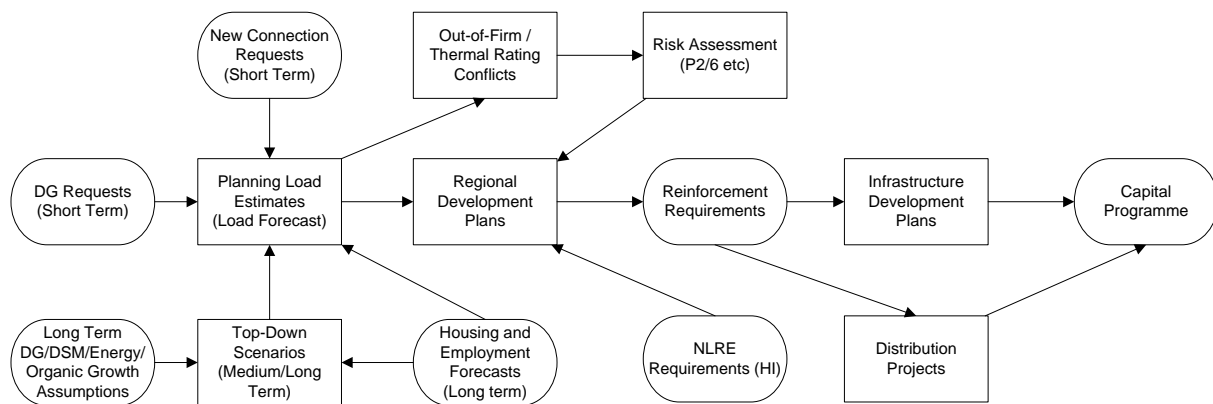 New Connection
Requests
(Short Term)
Out-of-Firm /
Thermal Rating
Conflicts
Risk Assessment
(P2/6 etc)
DG Requests
(Short Term)
Planning Load
Estimates
(Load Forecast)
Regional
Development
Plans
Reinforcement
Requirements
Infrastructure
Development
Plans
Capital
Programme
Long Term
DG/DSM/Energy/
Organic Growth
Assumptions
Top-Down
Scenarios
(Medium/Long
Term)
Housing and
Employment
Forecasts
(Long term)
NLRE
Requirements (HI)
Distribution
Projects